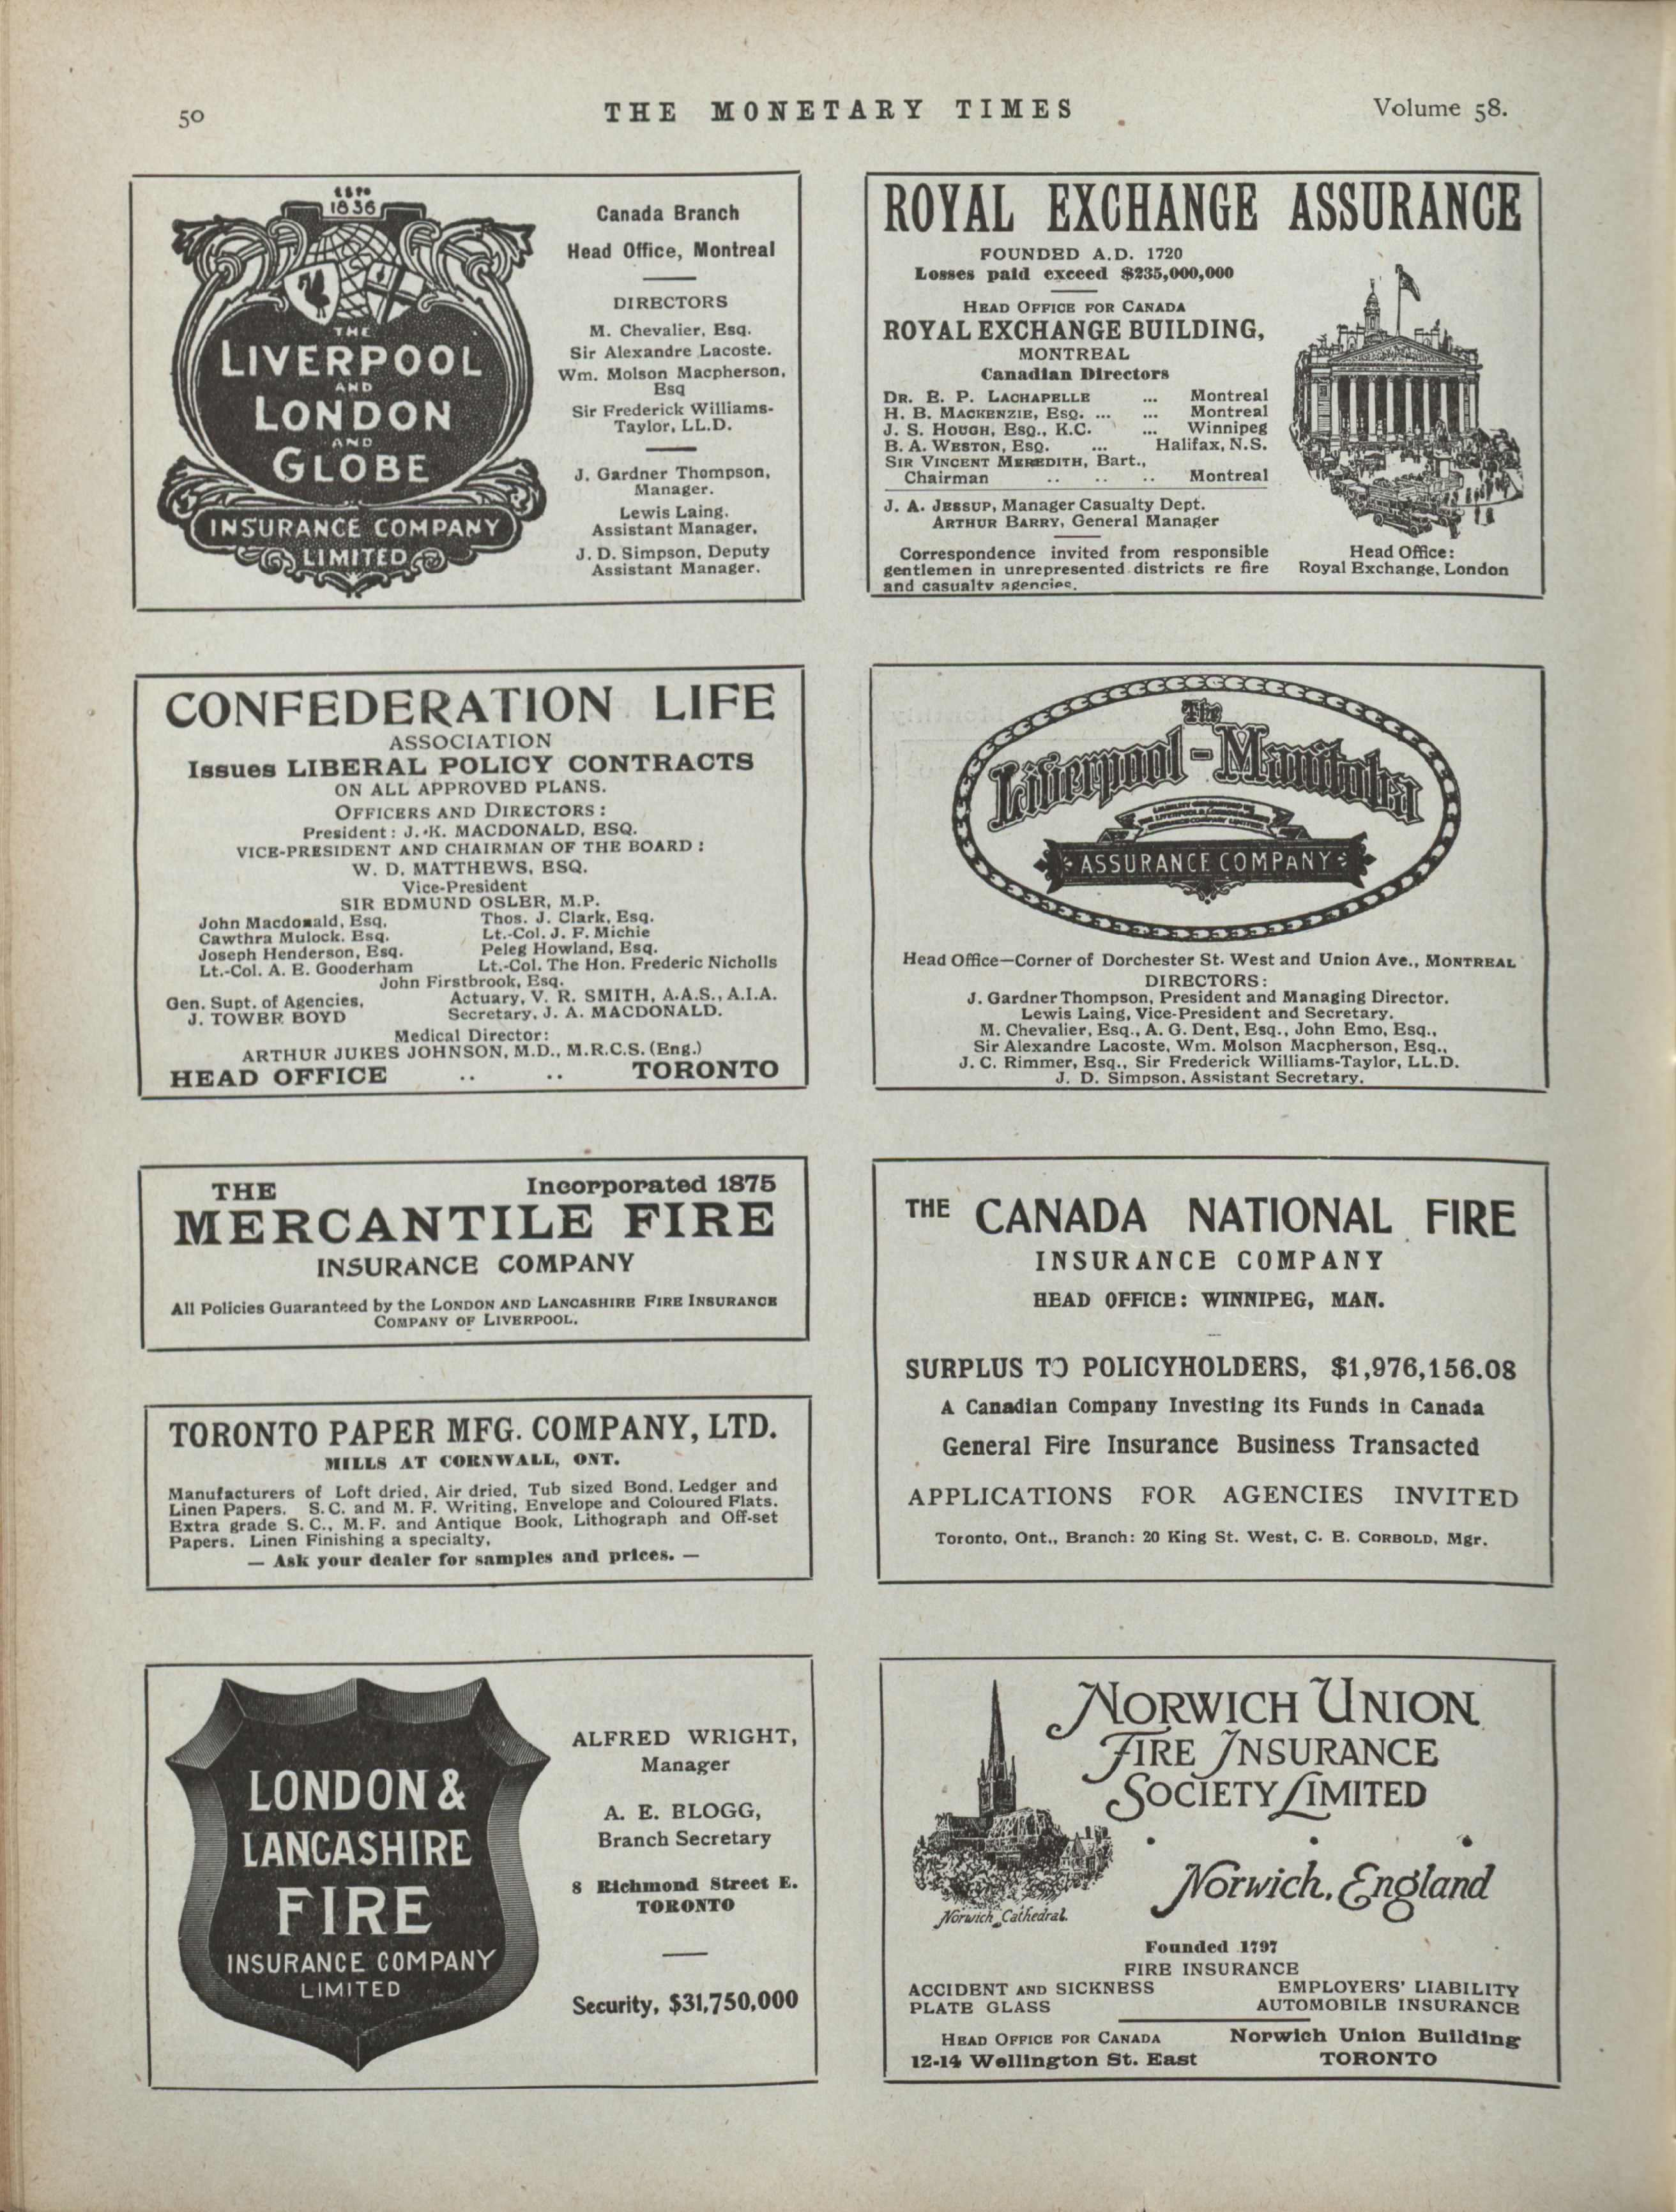 50
THE MONETARY TIMES
Volume 58.
ESTD
1836
THE
LIVERPOOL
AND
LONDON
AND
GLOBE
INSURANCE COMPANY
LIMITED
Canada Branch
Head Office, Montreal
DIRECTORS
M. Chevalier, Esq.
Sir Alexandre Lacoste.
Wm. Molson Macpherson,
Esq
Sir Frederick Williams-
Taylor, LL.D.
J. Gardner Thompson,
Manager.
Lewis Laing,
Assistant Manager,
J. D. Simpson, Deputy
Assistant Manager.
ROYAL EXCHANGE ASSURANCE
FOUNDED A.D. 1720
Losses paid exceed $235,000,000
HEAD OFFICE FOR CANADA
ROYAL EXCHANGE BUILDING,
MONTREAL
Canadian Directors
DR. E. P. LACHAPELLE ... Montreal
H. B. MACKENZIE, ESQ. ... ... Montreal
J. S. HOUGH, ESQ., K.C. ... Winnipeg
B. A. WESTON, ESQ. ... Halifax, N.S.
SIR VINCENT MEREDITH, Bart.,
Chairman .. .. .. Montreal
J. A. JESSUP, Manager Casualty Dept.
ARTHUR BARRY, General Manager
Correspondence invited from responsible
gentlemen in unrepresented districts re fire
and casualty agencies.
Head Office:
Royal Exchange, London
CONFEDERATION LIFE
ASSOCIATION
Issues LIBERAL POLICY CONTRACTS
ON ALL APPROVED PLANS.
OFFICERS AND DIRECTORS:
President: J. K. MACDONALD, ESQ.
VICE-PRESIDENT AND CHAIRMAN OF THE BOARD:
W. D. MATTHEWS, ESQ.
Vice-President
SIR EDMUND OSLER, M.P.
John Macdonald, Esq. Thos. J. Clark, Esq.
Cawthra Mulock, Esq. Lt.-Col. J. F. Michie
Joseph Henderson, Esq. Peleg Howland, Esq.
Lt.-Col. A. E. Gooderham Lt.-Col. The Hon. Frederic Nicholls
John Firstbrook, Esq.
Gen. Supt. of Agencies, Actuary, V. R. SMITH, A.A.S., A.I.A.
J. TOWER BOYD Secretary, J. A. MACDONALD.
Medical Director:
ARTHUR JUKES JOHNSON, M.D., M.R.C.S. (Eng.)
HEAD OFFICE .. .. TORONTO
The
Liverpool-Manitoba
LIABILITY GUARANTEED BY
THE LIVERPOOL & LONDON & GLOBE
INSURANCE COMPANY LIMITED
ASSURANCE COMPANY
Head Office—Corner of Dorchester St. West and Union Ave., MONTREAL
DIRECTORS:
J. Gardner Thompson, President and Managing Director.
Lewis Laing, Vice-President and Secretary.
M. Chevalier, Esq., A. G. Dent, Esq., John Emo, Esq.,
Sir Alexandre Lacoste, Wm. Molson Macpherson, Esq.,
J. C. Rimmer, Esq., Sir Frederick Williams-Taylor, LL.D.
J. D. Simpson, Assistant Secretary.
THE Incorporated 1875
MERCANTILE FIRE
INSURANCE COMPANY
All Policies Guaranteed by the LONDON AND LANCASHIRE FIRE INSURANCE
COMPANY OF LIVERPOOL.
THE CANADA NATIONAL FIRE
INSURANCE COMPANY
HEAD OFFICE: WINNIPEG, MAN.
SURPLUS TO POLICYHOLDERS, $1,976,156.08
A Canadian Company Investing its Funds in Canada
General Fire Insurance Business Transacted
APPLICATIONS FOR AGENCIES INVITED
Toronto, Ont., Branch: 20 King St. West, C. E. CORBOLD, Mgr.
TORONTO PAPER MFG. COMPANY, LTD.
MILLS AT CORNWALL, ONT.
Manufacturers of Loft dried, Air dried, Tub sized Bond, Ledger and
Linen Papers. S.C. and M. F. Writing, Envelope and Coloured Flats.
Extra grade S. C., M. F. and Antique Book, Lithograph and Off-set
Papers. Linen Finishing a specialty,
— Ask your dealer for samples and prices. —
LONDON &
LANCASHIRE
FIRE
INSURANCE COMPANY
LIMITED
ALFRED WRIGHT,
Manager
A. E. BLOGG,
Branch Secretary
8 Richmond Street E.
TORONTO
Security, $31,750,000
NORWICH UNION
FIRE INSURANCE
SOCIETY LIMITED
Norwich, England
Norwich Cathedral.
Founded 1797
FIRE INSURANCE
ACCIDENT AND SICKNESS EMPLOYERS' LIABILITY
PLATE GLASS AUTOMOBILE INSURANCE
HEAD OFFICE FOR CANADA Norwich Union Building
12-14 Wellington St. East TORONTO